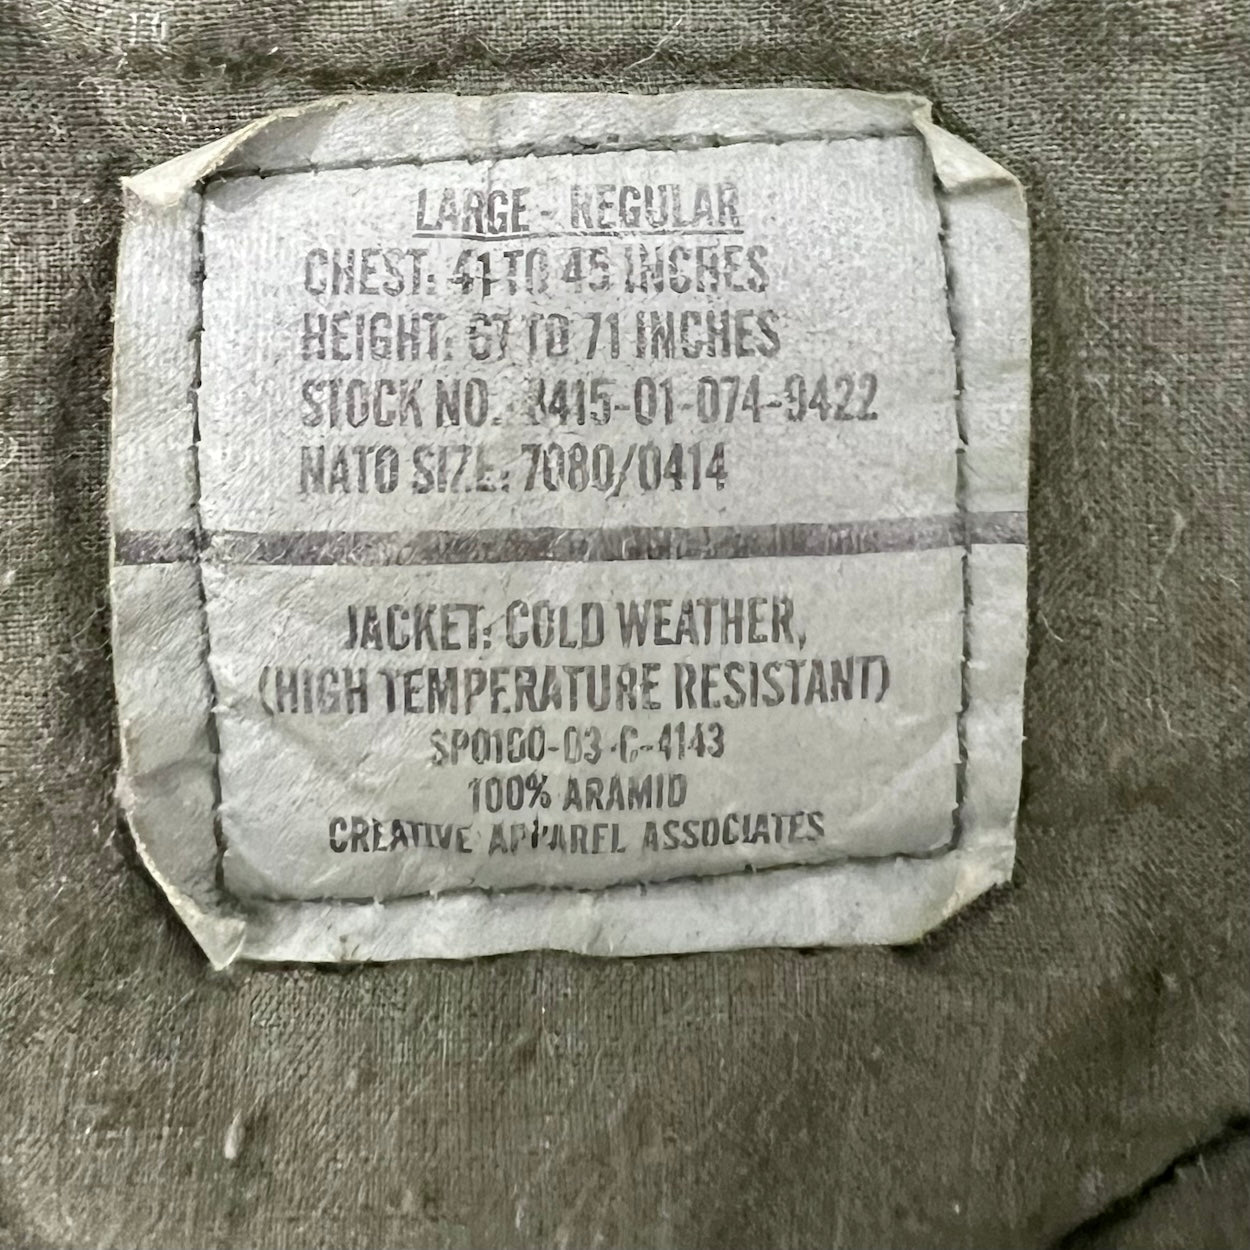 LARGE - REGULAR
CHEST: 41 TO 45 INCHES
HEIGHT: 67 TO 71 INCHES
STOCK NO. 8415-01-074-9422
NATO SIZE: 7080/0414
JACKET: COLD WEATHER,
(HIGH TEMPERATURE RESISTANT)
SP0100-03-C-4143
100% ARAMID
CREATIVE APPAREL ASSOCIATES